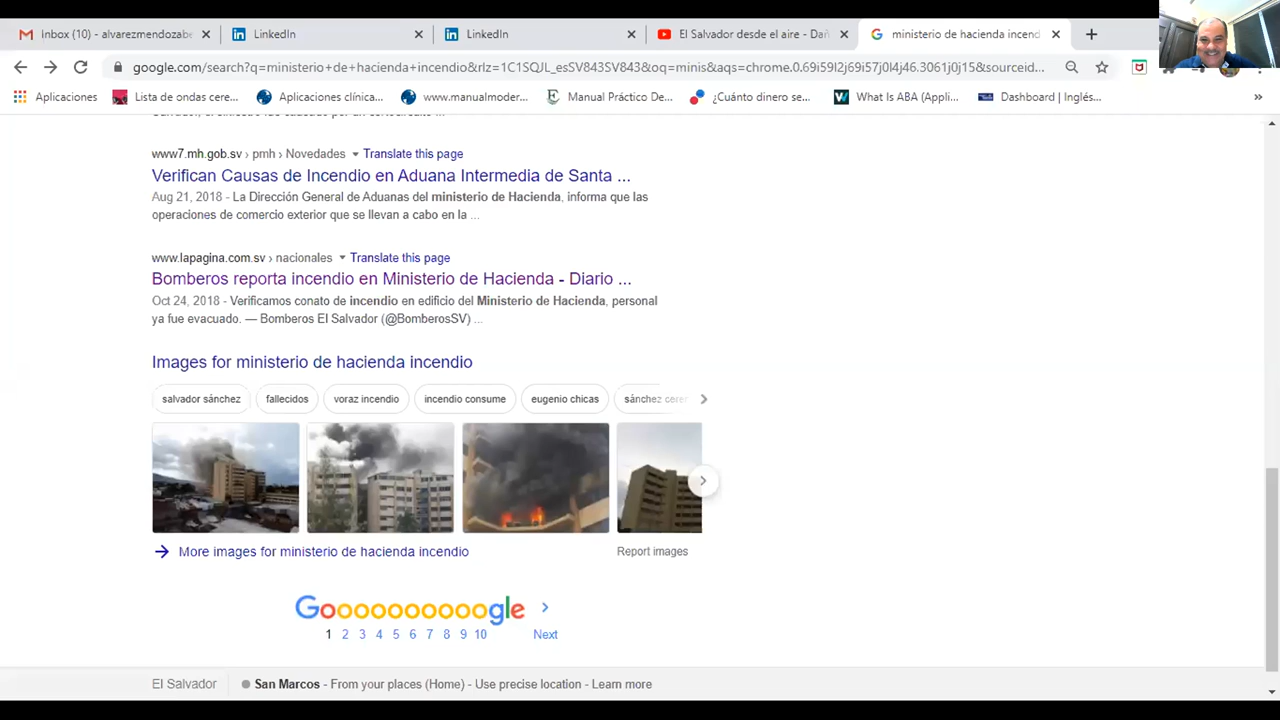 Inbox (10) - alvarezmendozabe
LinkedIn
LinkedIn
El Salvador desde el aire - Dañ
ministerio de hacienda incend
google.com/search?q=ministerio+de+hacienda+incendio&rlz=1C1SQJL_esSV843SV843&oq=minis&aqs=chrome.0.69i59l2j69i57j0l4j46.3061j0j15&sourceid...
Aplicaciones
Lista de ondas cere...
Aplicaciones clínica...
www.manualmoder...
Manual Práctico De...
¿Cuánto dinero se...
What Is ABA (Appli...
Dashboard | Inglés...
»
www7.mh.gob.sv › pmh › Novedades Translate this page
Verifican Causas de Incendio en Aduana Intermedia de Santa ...
Aug 21, 2018 - La Dirección General de Aduanas del ministerio de Hacienda, informa que las
operaciones de comercio exterior que se llevan a cabo en la ...
www.lapagina.com.sv › nacionales Translate this page
Bomberos reporta incendio en Ministerio de Hacienda - Diario ...
Oct 24, 2018 - Verificamos conato de incendio en edificio del Ministerio de Hacienda, personal
ya fue evacuado. — Bomberos El Salvador (@BomberosSV) ...
Images for ministerio de hacienda incendio
salvador sánchez
fallecidos
voraz incendio
incendio consume
eugenio chicas
sánchez ceren
More images for ministerio de hacienda incendio
Report images
Goooooooooogle
1 2 3 4 5 6 7 8 9 10 Next
El Salvador
San Marcos - From your places (Home) - Use precise location - Learn more